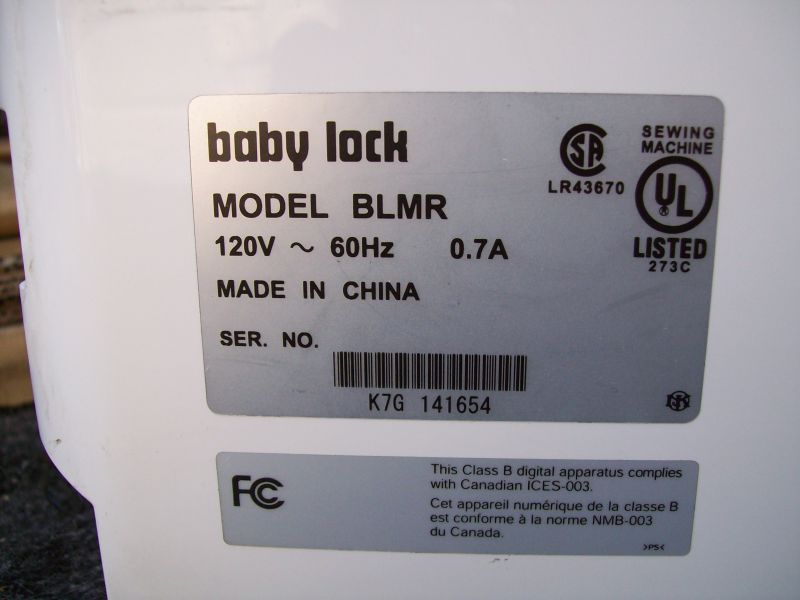 baby lock
MODEL BLMR
120V ~ 60Hz 0.7A
MADE IN CHINA
SER. NO.
K7G 141654
SA
LR43670
SEWING
MACHINE
UL
®
LISTED
273C
FC
This Class B digital apparatus complies
with Canadian ICES-003.
Cet appareil numérique de la classe B
est conforme à la norme NMB-003
du Canada.
>PS<